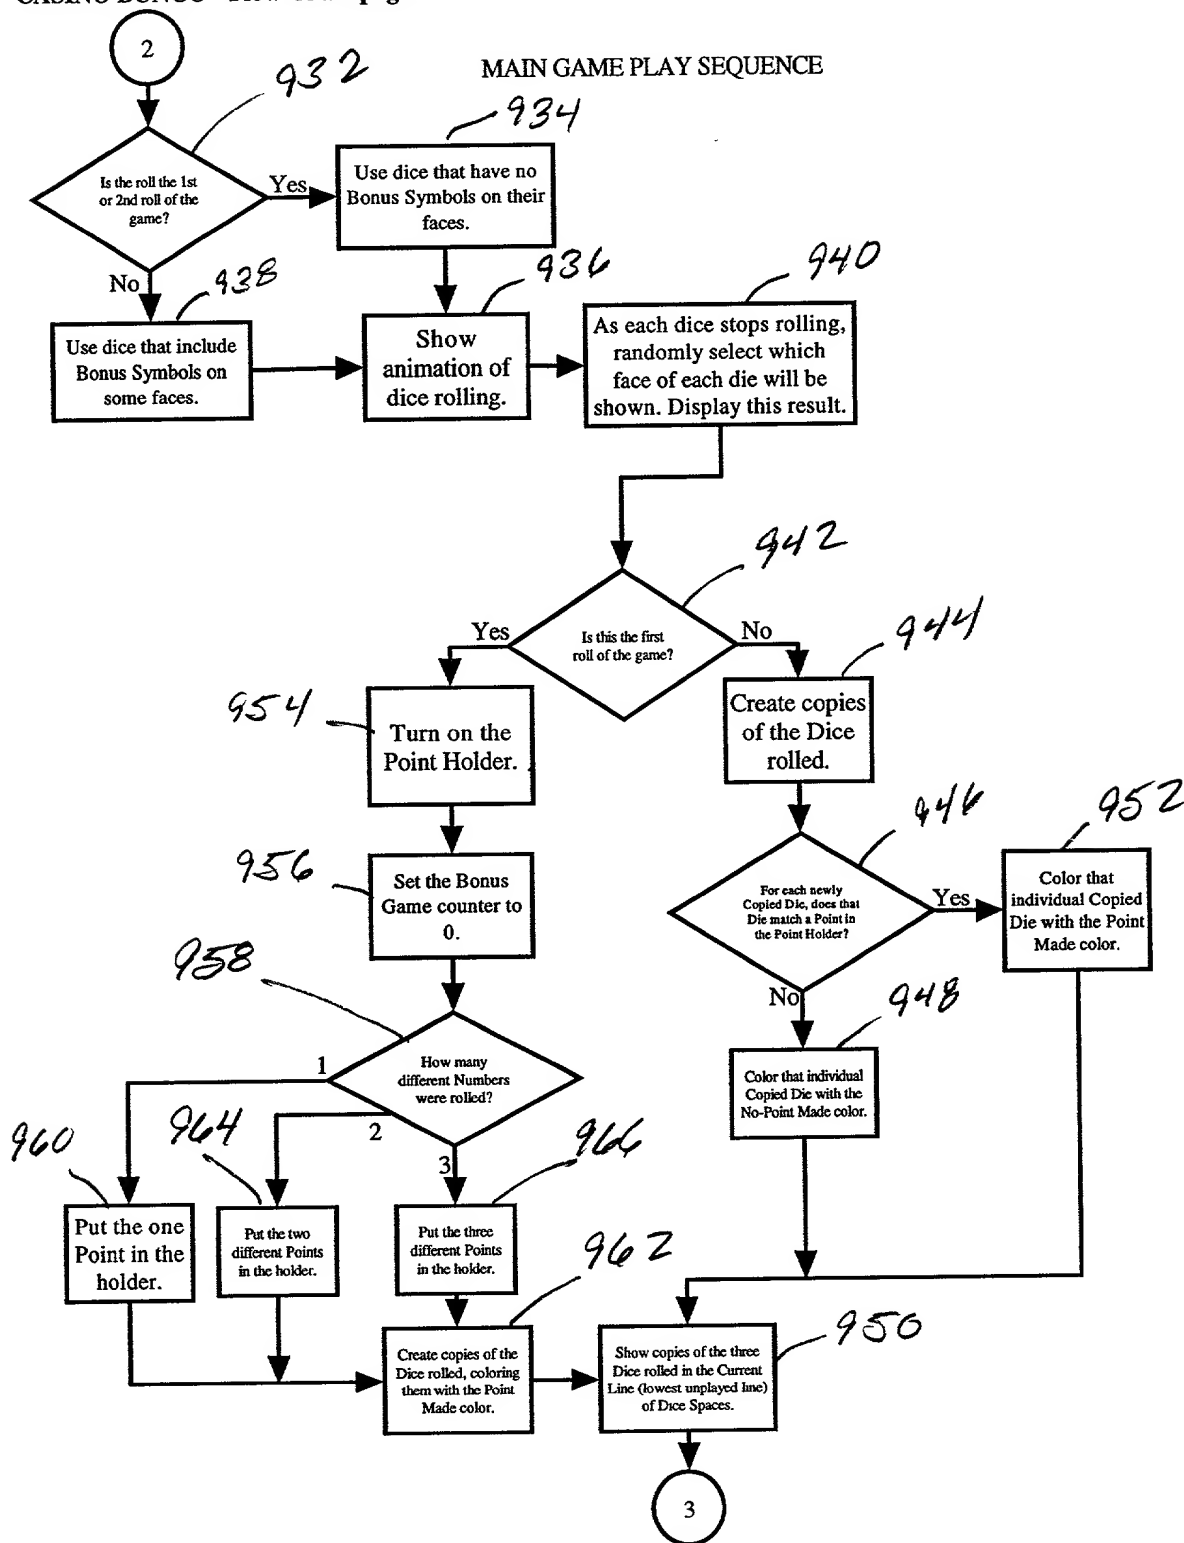 2
932
MAIN GAME PLAY SEQUENCE
934
Is the roll the 1st
or 2nd roll of the
game?
Yes
Use dice that have no
Bonus Symbols on their
faces.
No
938
936
940
Use dice that include
Bonus Symbols on
some faces.
Show
animation of
dice rolling.
As each dice stops rolling,
randomly select which
face of each die will be
shown. Display this result.
942
Is this the first
roll of the game?
Yes
No
944
954
Turn on the
Point Holder.
Create copies
of the Dice
rolled.
946
952
956
Set the Bonus
Game counter to
0.
For each newly
Copied Die, does that
Die match a Point in
the Point Holder?
Yes
Color that
individual Copied
Die with the Point
Made color.
958
No
948
How many
different Numbers
were rolled?
1
2
3
Color that individual
Copied Die with the
No-Point Made color.
960
964
966
Put the one
Point in the
holder.
Put the two
different Points
in the holder.
Put the three
different Points
in the holder.
962
950
Create copies of the
Dice rolled, coloring
them with the Point
Made color.
Show copies of the three
Dice rolled in the Current
Line (lowest unplayed line)
of Dice Spaces.
3